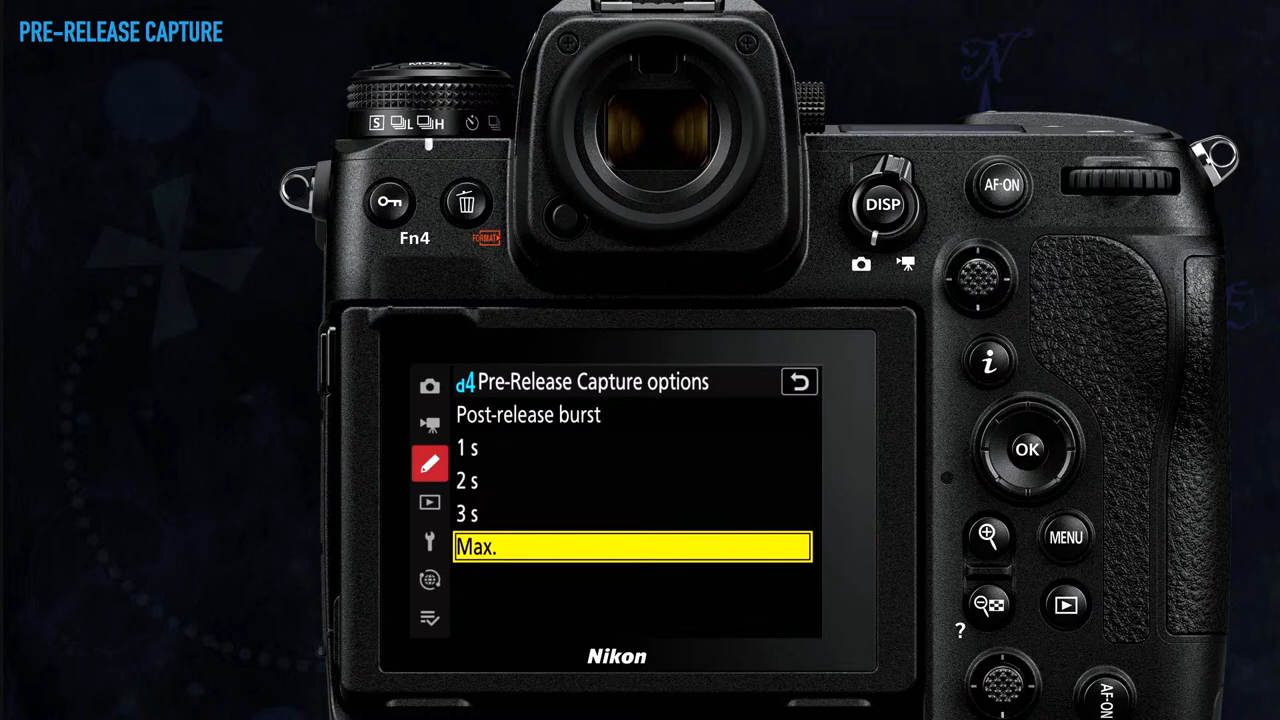 PRE-RELEASE CAPTURE
MODE
S L H
Fn4
FORMAT
DISP
AF-ON
d4 Pre-Release Capture options
Post-release burst
1 s
2 s
3 s
Max.
i
OK
MENU
?
Nikon
AF-ON
N
E